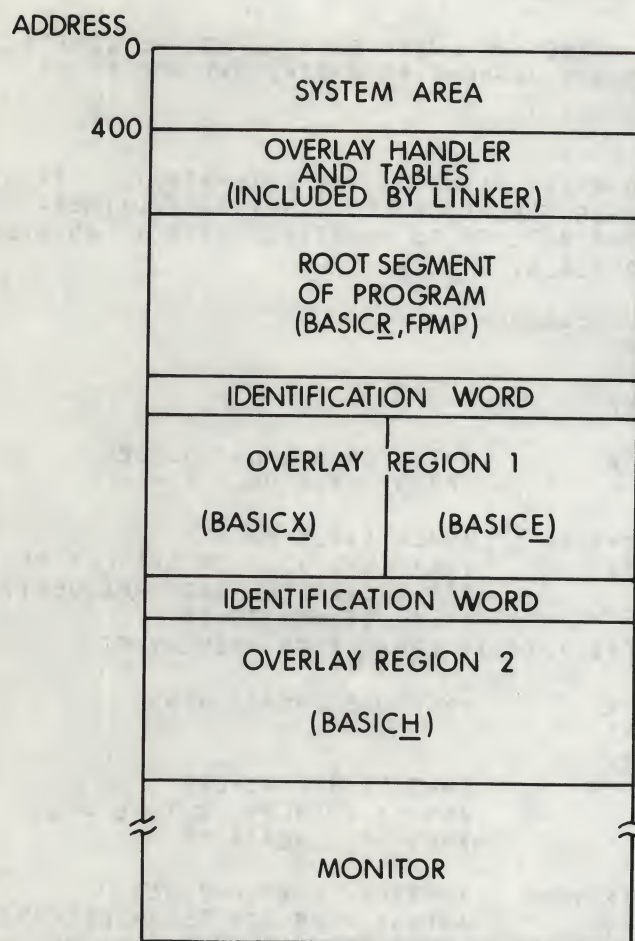 ADDRESS
0
SYSTEM AREA
400
OVERLAY HANDLER
AND TABLES
(INCLUDED BY LINKER)
ROOT SEGMENT
OF PROGRAM
(BASICR,FPMP)
IDENTIFICATION WORD
OVERLAY REGION 1
(BASICX) (BASICE)
IDENTIFICATION WORD
OVERLAY REGION 2
(BASICH)
MONITOR